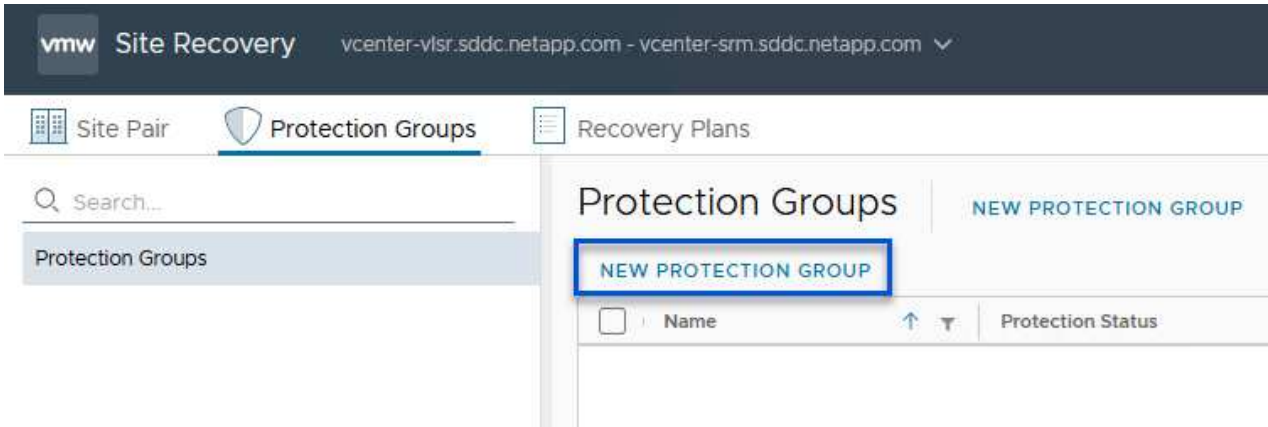 vmw Site Recovery vcenter-vlsr.sddc.netapp.com - vcenter-srm.sddc.netapp.com
Site Pair Protection Groups Recovery Plans
Search...
Protection Groups
Protection Groups NEW PROTECTION GROUP
NEW PROTECTION GROUP
Name Protection Status